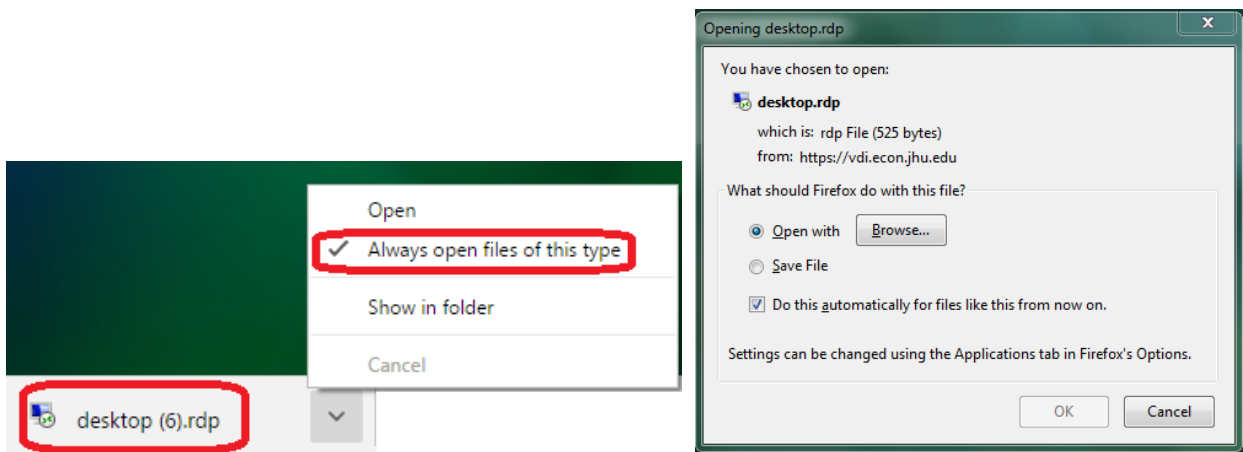 Open
Always open files of this type
Show in folder
Cancel
desktop (6).rdp
Opening desktop.rdp
x
You have chosen to open:
desktop.rdp
which is: rdp File (525 bytes)
from: https://vdi.econ.jhu.edu
What should Firefox do with this file?
Open with Browse...
Save File
Do this automatically for files like this from now on.
Settings can be changed using the Applications tab in Firefox's Options.
OK Cancel